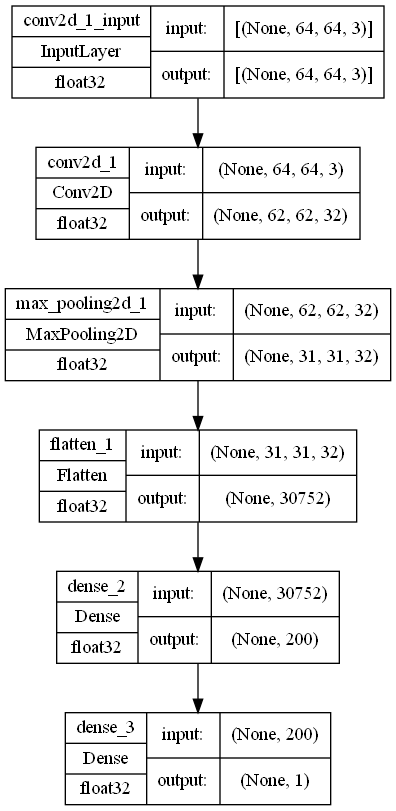 conv2d_1_input
InputLayer
float32
input:
[(None, 64, 64, 3)]
output:
[(None, 64, 64, 3)]
conv2d_1
Conv2D
float32
input:
(None, 64, 64, 3)
output:
(None, 62, 62, 32)
max_pooling2d_1
MaxPooling2D
float32
input:
(None, 62, 62, 32)
output:
(None, 31, 31, 32)
flatten_1
Flatten
float32
input:
(None, 31, 31, 32)
output:
(None, 30752)
dense_2
Dense
float32
input:
(None, 30752)
output:
(None, 200)
dense_3
Dense
float32
input:
(None, 200)
output:
(None, 1)